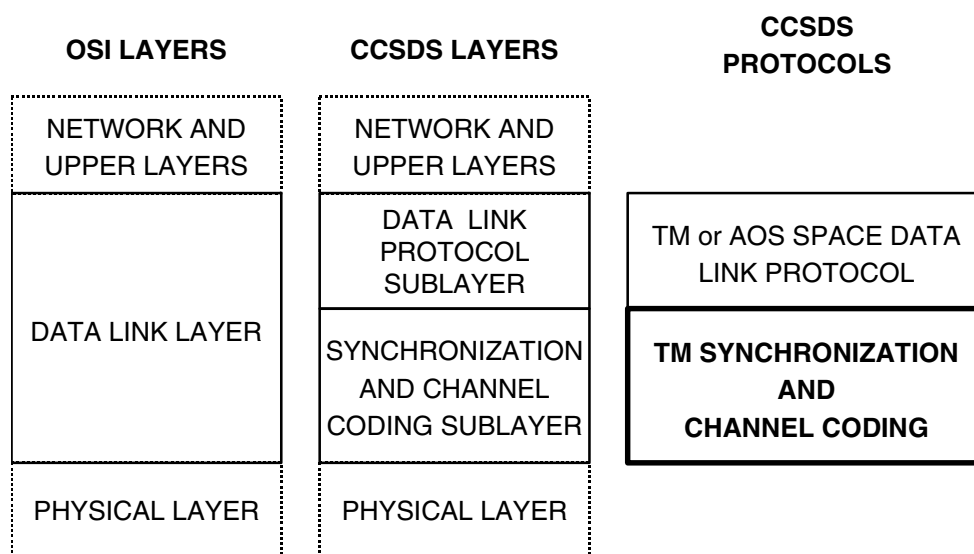 OSI LAYERS
CCSDS LAYERS
CCSDS
PROTOCOLS
NETWORK AND
UPPER LAYERS
NETWORK AND
UPPER LAYERS
DATA LINK LAYER
DATA LINK
PROTOCOL
SUBLAYER
TM or AOS SPACE DATA
LINK PROTOCOL
SYNCHRONIZATION
AND CHANNEL
CODING SUBLAYER
TM SYNCHRONIZATION
AND
CHANNEL CODING
PHYSICAL LAYER
PHYSICAL LAYER